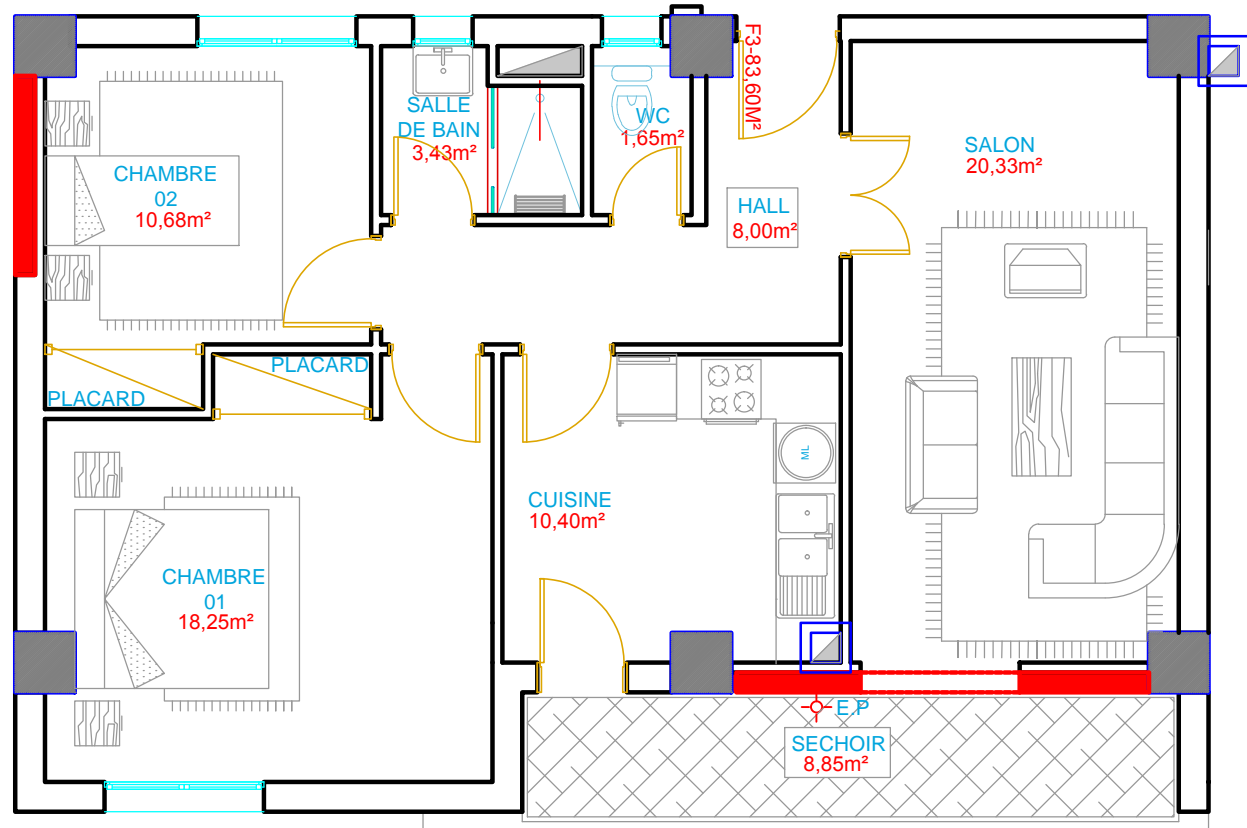 F3-83,60M²
SALLE
DE BAIN
3,43m²
WC
1,65m²
SALON
20,33m²
CHAMBRE
02
10,68m²
HALL
8,00m²
PLACARD
PLACARD
ML
CUISINE
10,40m²
CHAMBRE
01
18,25m²
E.P
SECHOIR
8,85m²